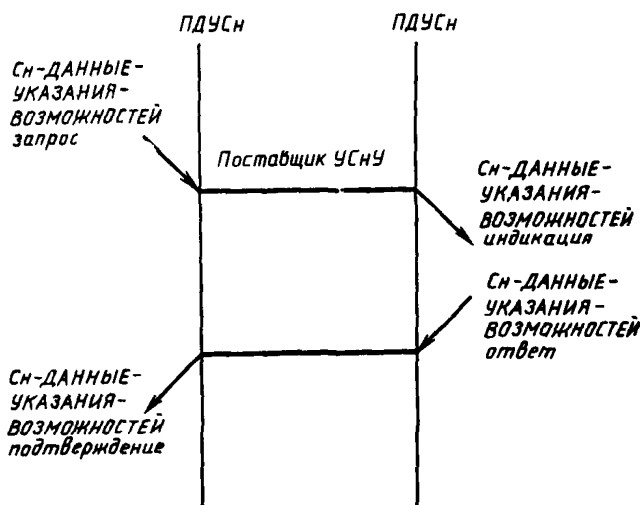 ПДУСн
ПДУСн
Сн-ДАННЫЕ-
УКАЗАНИЯ-
ВОЗМОЖНОСТЕЙ
запрос
Поставщик УСнУ
Сн-ДАННЫЕ-
УКАЗАНИЯ-
ВОЗМОЖНОСТЕЙ
индикация
Сн-ДАННЫЕ-
УКАЗАНИЯ-
ВОЗМОЖНОСТЕЙ
ответ
Сн-ДАННЫЕ-
УКАЗАНИЯ-
ВОЗМОЖНОСТЕЙ
подтверждение